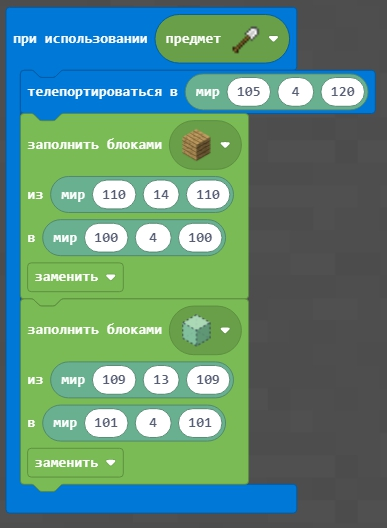 при использовании предмет
телепортироваться в мир 105 4 120
заполнить блоками
из мир 110 14 110
в мир 100 4 100
заменить
заполнить блоками
из мир 109 13 109
в мир 101 4 101
заменить